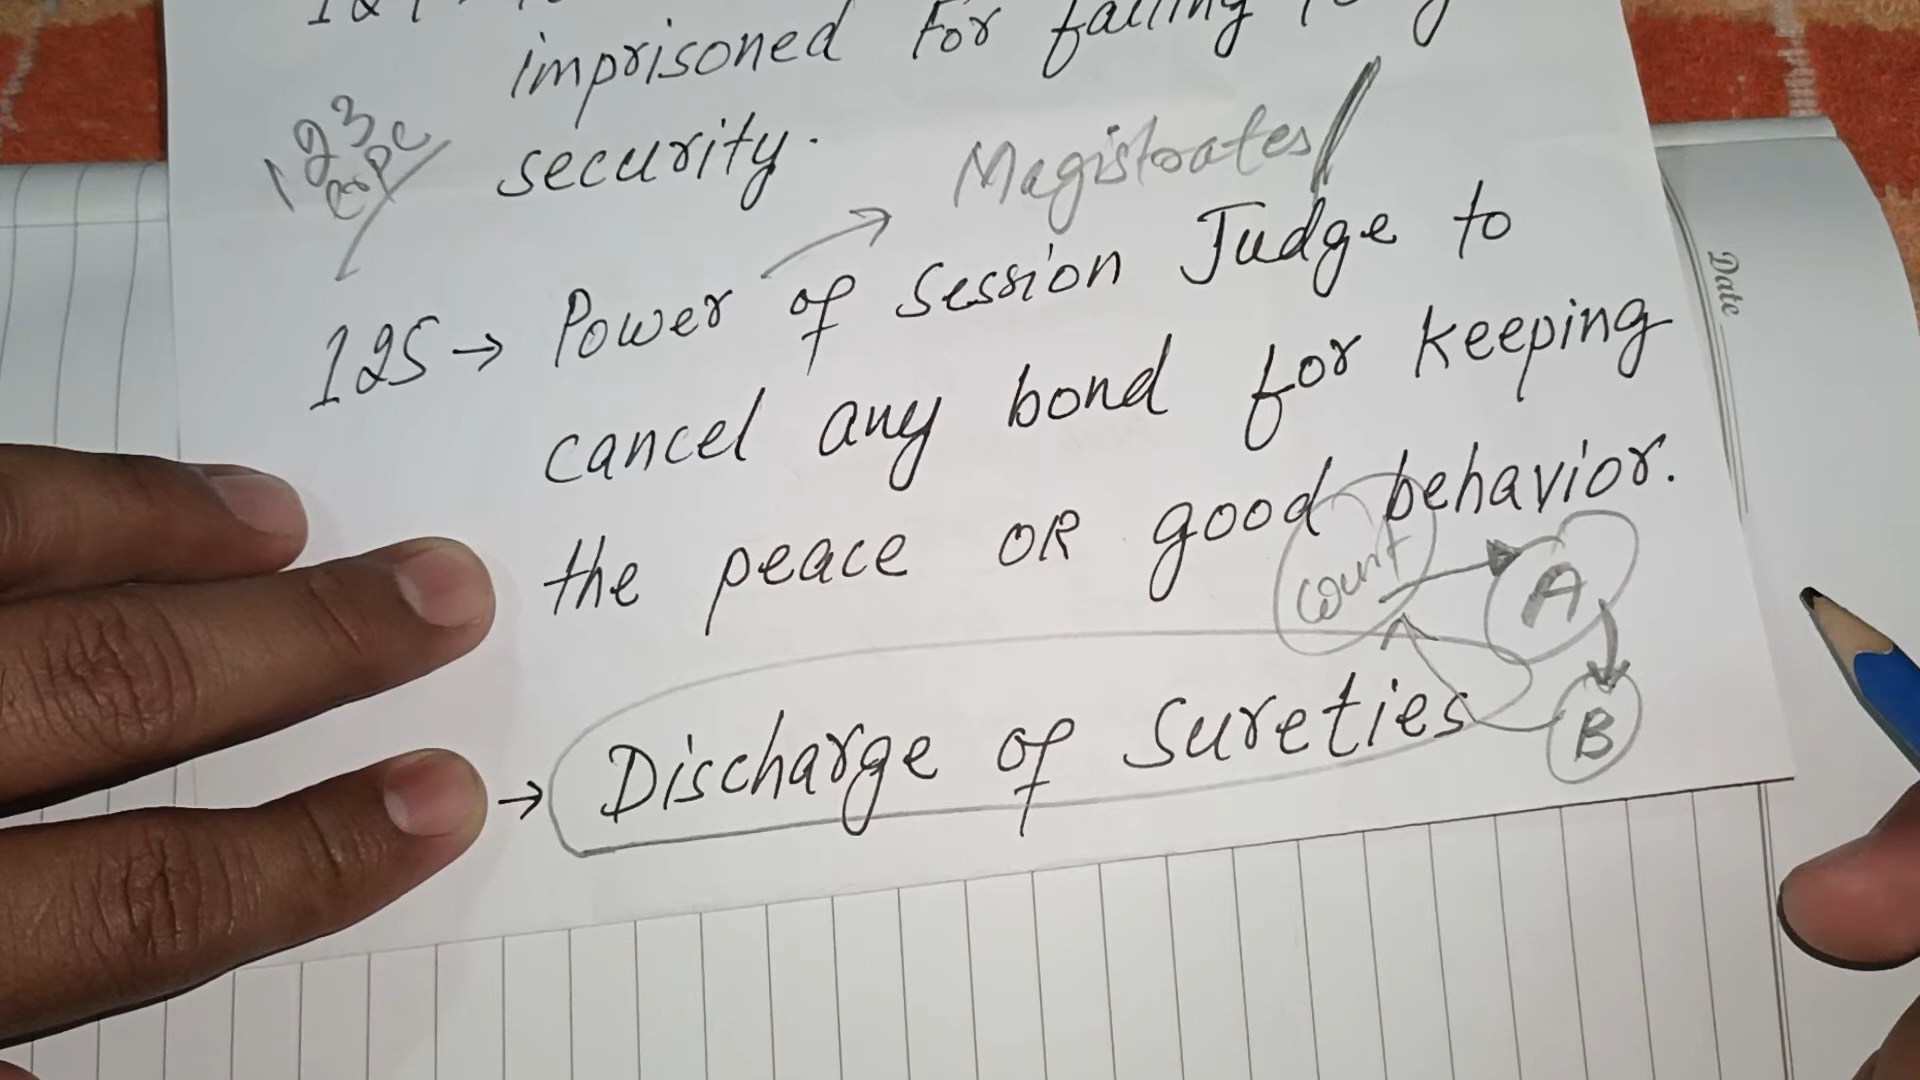 imprisoned For failing
security.
123
crpc
Magistrates
125 → Power of Session Judge to
cancel any bond for keeping
the peace OR good behavior.
court
A
B
→ Discharge of Sureties
Date